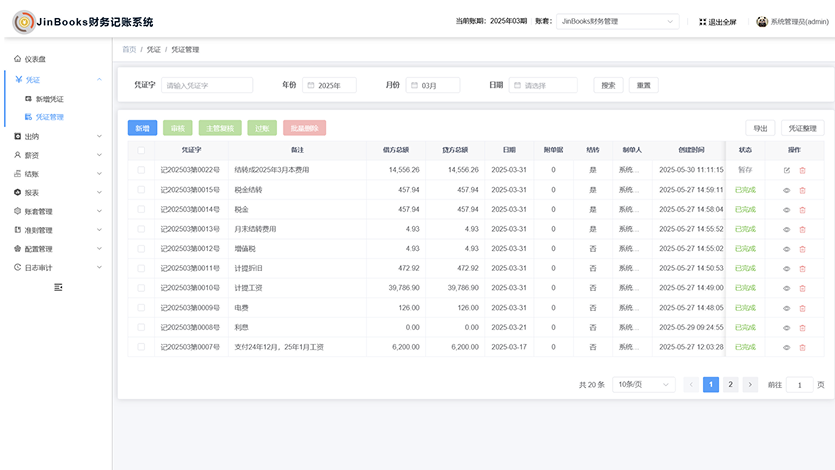 JinBooks财务记账系统
当前账期: 2025年03月 账套: JinBooks财务管理 退出全屏 系统管理员(admin)
首页 / 凭证 / 凭证管理
仪表盘
凭证
新增凭证
凭证管理
出纳
薪资
结账
报表
账套管理
准则管理
配置管理
日志审计
凭证字 请输入凭证字 年份 2025年 月份 03月 日期 请选择 搜索 重置
新增 审核 主管复核 过账 批量删除 导出 凭证整理
凭证字 备注 借方总额 贷方总额 日期 附单据 结转 制单人 创建时间 状态 操作
记202503第0022号 结转成2025年3月本费用 14,556.26 14,556.26 2025-03-31 0 是 系统... 2025-05-30 11:11:15 暂存
记202503第0015号 税金结转 457.94 457.94 2025-03-31 0 是 系统... 2025-05-27 14:59:11 已完成
记202503第0014号 税金 457.94 457.94 2025-03-31 0 是 系统... 2025-05-27 14:58:04 已完成
记202503第0013号 月末结转费用 4.93 4.93 2025-03-31 0 是 系统... 2025-05-27 14:55:52 已完成
记202503第0012号 增值税 4.93 4.93 2025-03-31 0 否 系统... 2025-05-27 14:55:02 已完成
记202503第0011号 计提折旧 472.92 472.92 2025-03-31 0 否 系统... 2025-05-27 14:50:53 已完成
记202503第0010号 计提工资 39,786.90 39,786.90 2025-03-31 0 否 系统... 2025-05-27 14:49:00 已完成
记202503第0009号 电费 126.00 126.00 2025-03-31 0 否 系统... 2025-05-27 14:48:05 已完成
记202503第0008号 利息 0.00 0.00 2025-03-21 0 否 系统... 2025-05-29 09:24:55 已完成
记202503第0007号 支付24年12月，25年1月工资 6,200.00 6,200.00 2025-03-17 0 否 系统... 2025-05-27 12:03:28 已完成
共 20 条 10条/页 1 2 前往 1 页